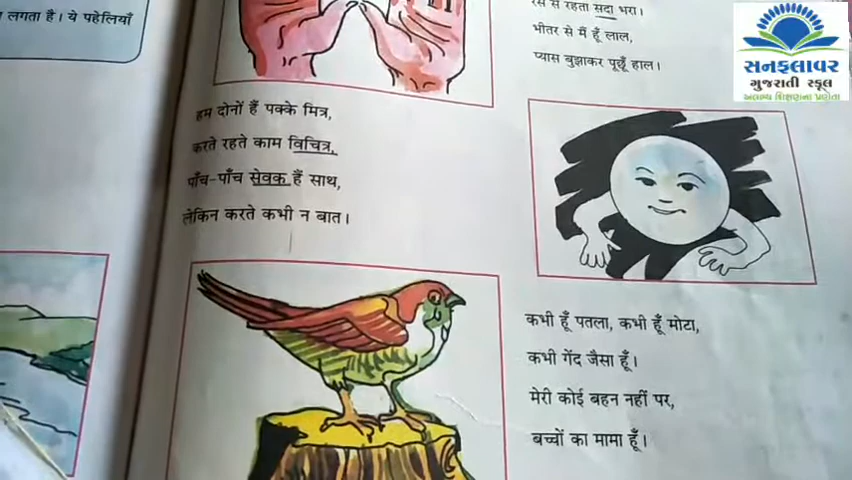 लगता है। ये पहेलियाँ
हम दोनों हैं पक्के मित्र,
करते रहते काम विचित्र,
पाँच-पाँच सेवक हैं साथ,
लेकिन करते कभी न बात।
रस से रहता सदा भरा।
भीतर से मैं हूँ लाल,
प्यास बुझाकर पूछूँ हाल।
कभी हूँ पतला, कभी हूँ मोटा,
कभी गेंद जैसा हूँ।
मेरी कोई बहन नहीं पर,
बच्चों का मामा हूँ।
સનફલાવર
ગુજરાતી સ્કૂલ